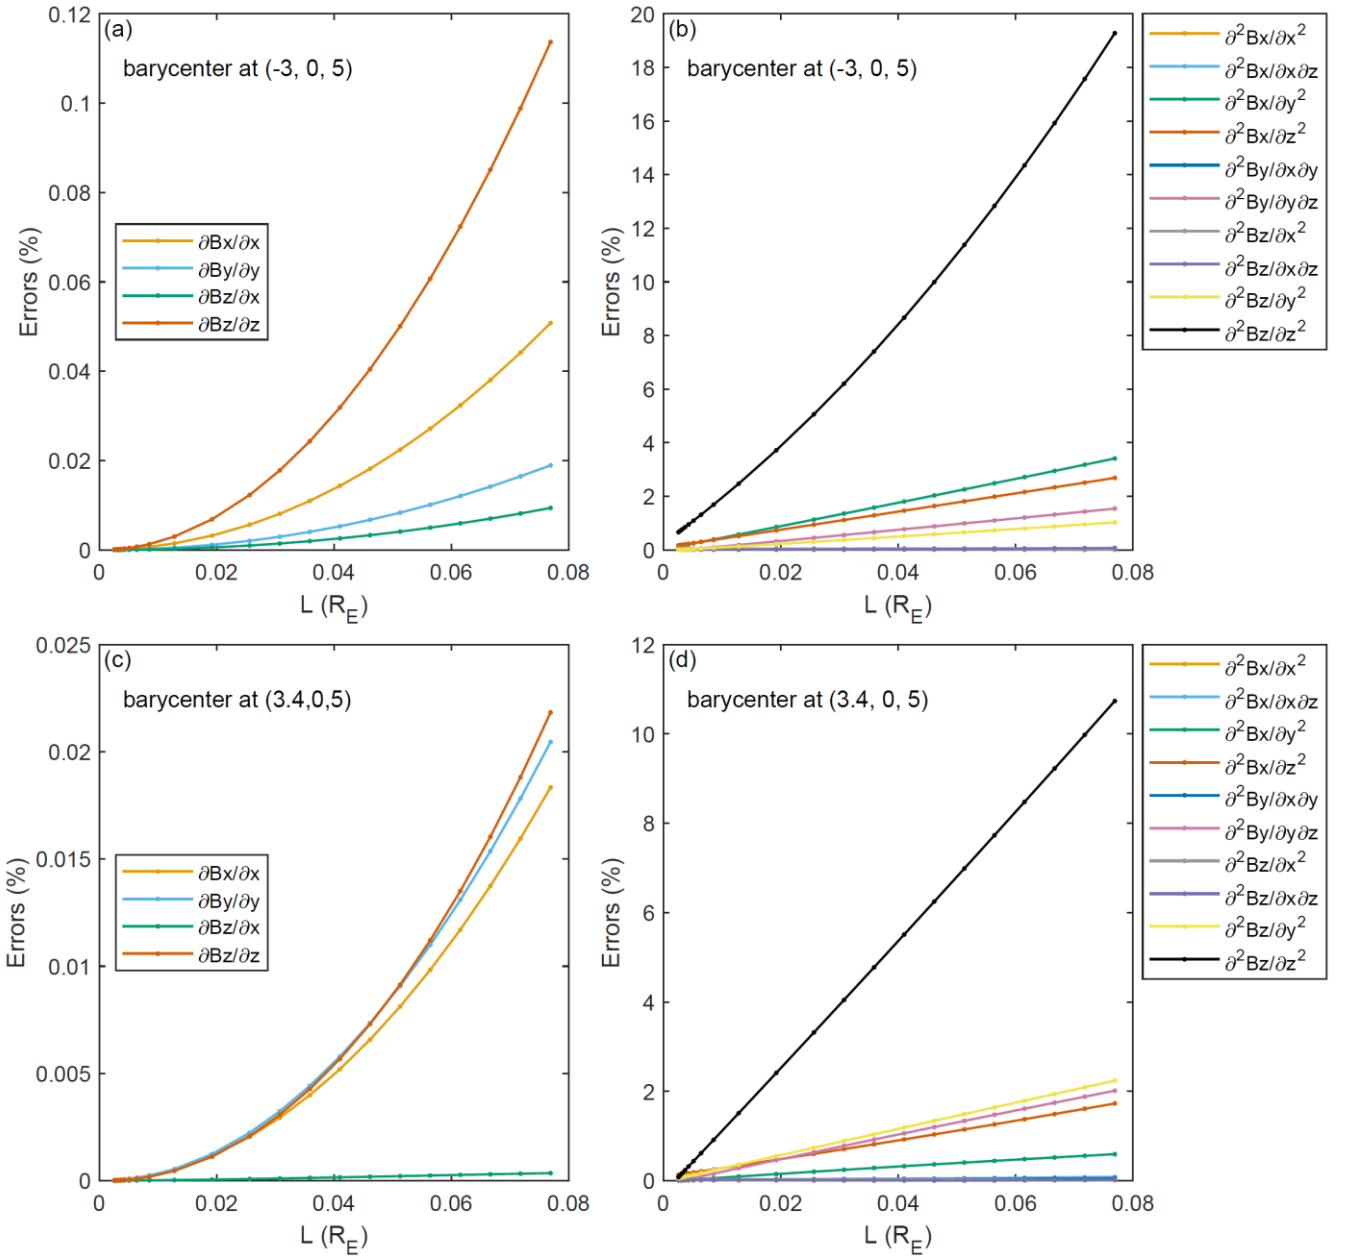 (a)
barycenter at (-3, 0, 5)
0.12
0.1
0.08
0.06
0.04
0.02
0
Errors (%)
∂Bx/∂x
∂By/∂y
∂Bz/∂x
∂Bz/∂z
0 0.02 0.04 0.06 0.08
L (R_E)
(b)
barycenter at (-3, 0, 5)
20
18
16
14
12
10
8
6
4
2
0
Errors (%)
0 0.02 0.04 0.06 0.08
L (R_E)
∂²Bx/∂x²
∂²Bx/∂x∂z
∂²Bx/∂y²
∂²Bx/∂z²
∂²By/∂x∂y
∂²By/∂y∂z
∂²Bz/∂x²
∂²Bz/∂x∂z
∂²Bz/∂y²
∂²Bz/∂z²
(c)
barycenter at (3.4,0,5)
0.025
0.02
0.015
0.01
0.005
0
Errors (%)
∂Bx/∂x
∂By/∂y
∂Bz/∂x
∂Bz/∂z
0 0.02 0.04 0.06 0.08
L (R_E)
(d)
barycenter at (3.4, 0, 5)
12
10
8
6
4
2
0
Errors (%)
0 0.02 0.04 0.06 0.08
L (R_E)
∂²Bx/∂x²
∂²Bx/∂x∂z
∂²Bx/∂y²
∂²Bx/∂z²
∂²By/∂x∂y
∂²By/∂y∂z
∂²Bz/∂x²
∂²Bz/∂x∂z
∂²Bz/∂y²
∂²Bz/∂z²